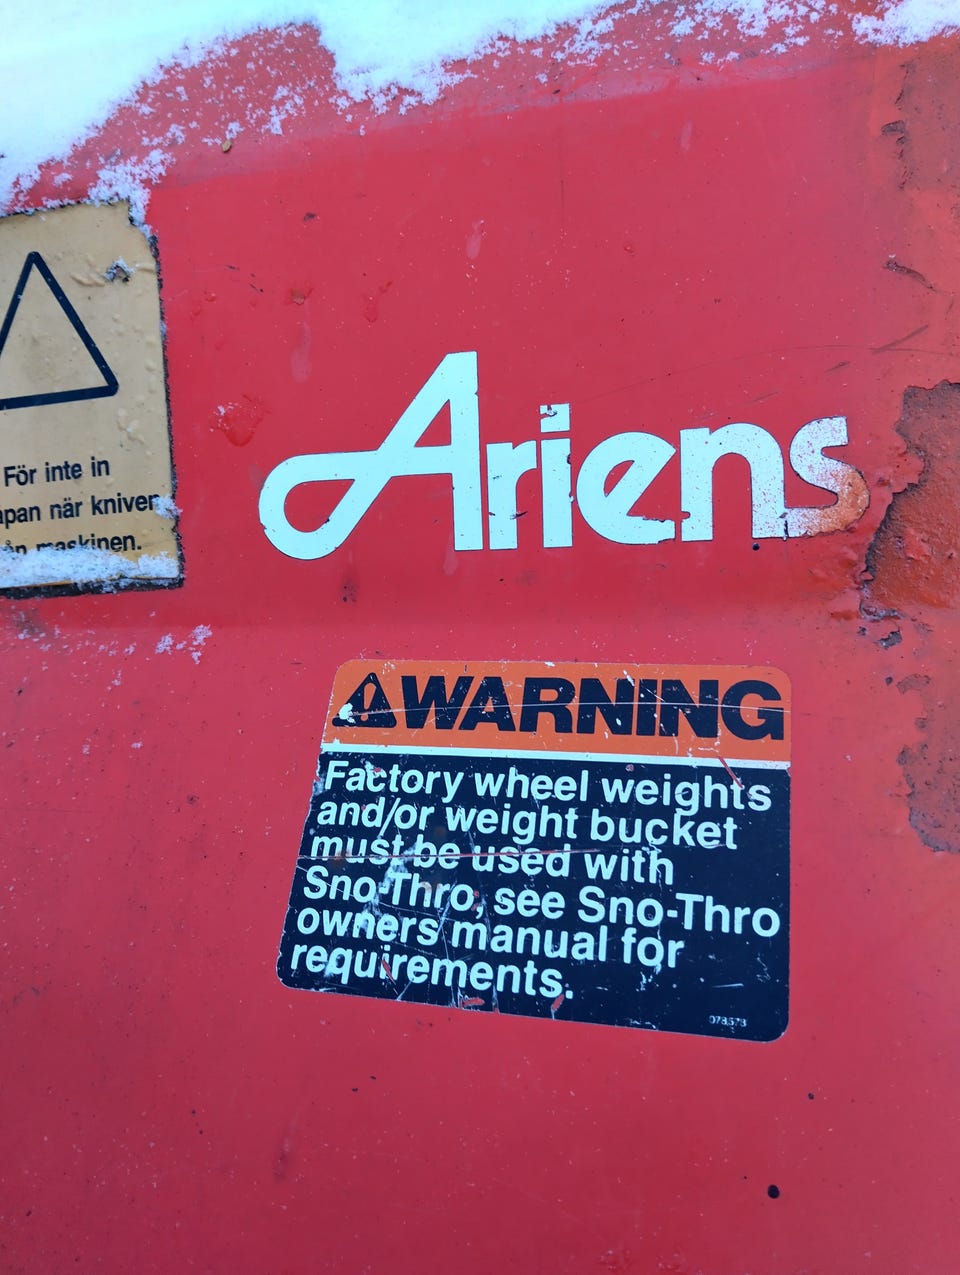 För inte in
när kniven
maskinen.
Ariens
WARNING
Factory wheel weights
and/or weight bucket
must be used with
Sno-Thro, see Sno-Thro
owners manual for
requirements.
078578